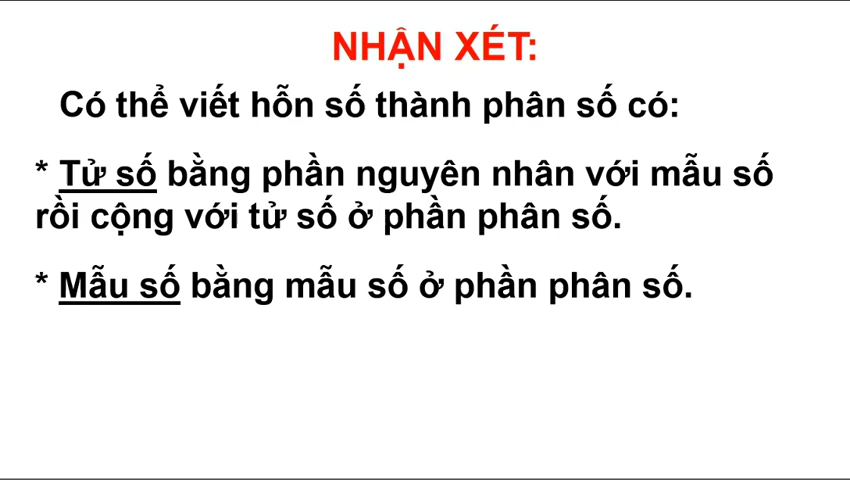 NHẬN XÉT:
Có thể viết hỗn số thành phân số có:
* Tử số bằng phần nguyên nhân với mẫu số
rồi cộng với tử số ở phần phân số.
* Mẫu số bằng mẫu số ở phần phân số.